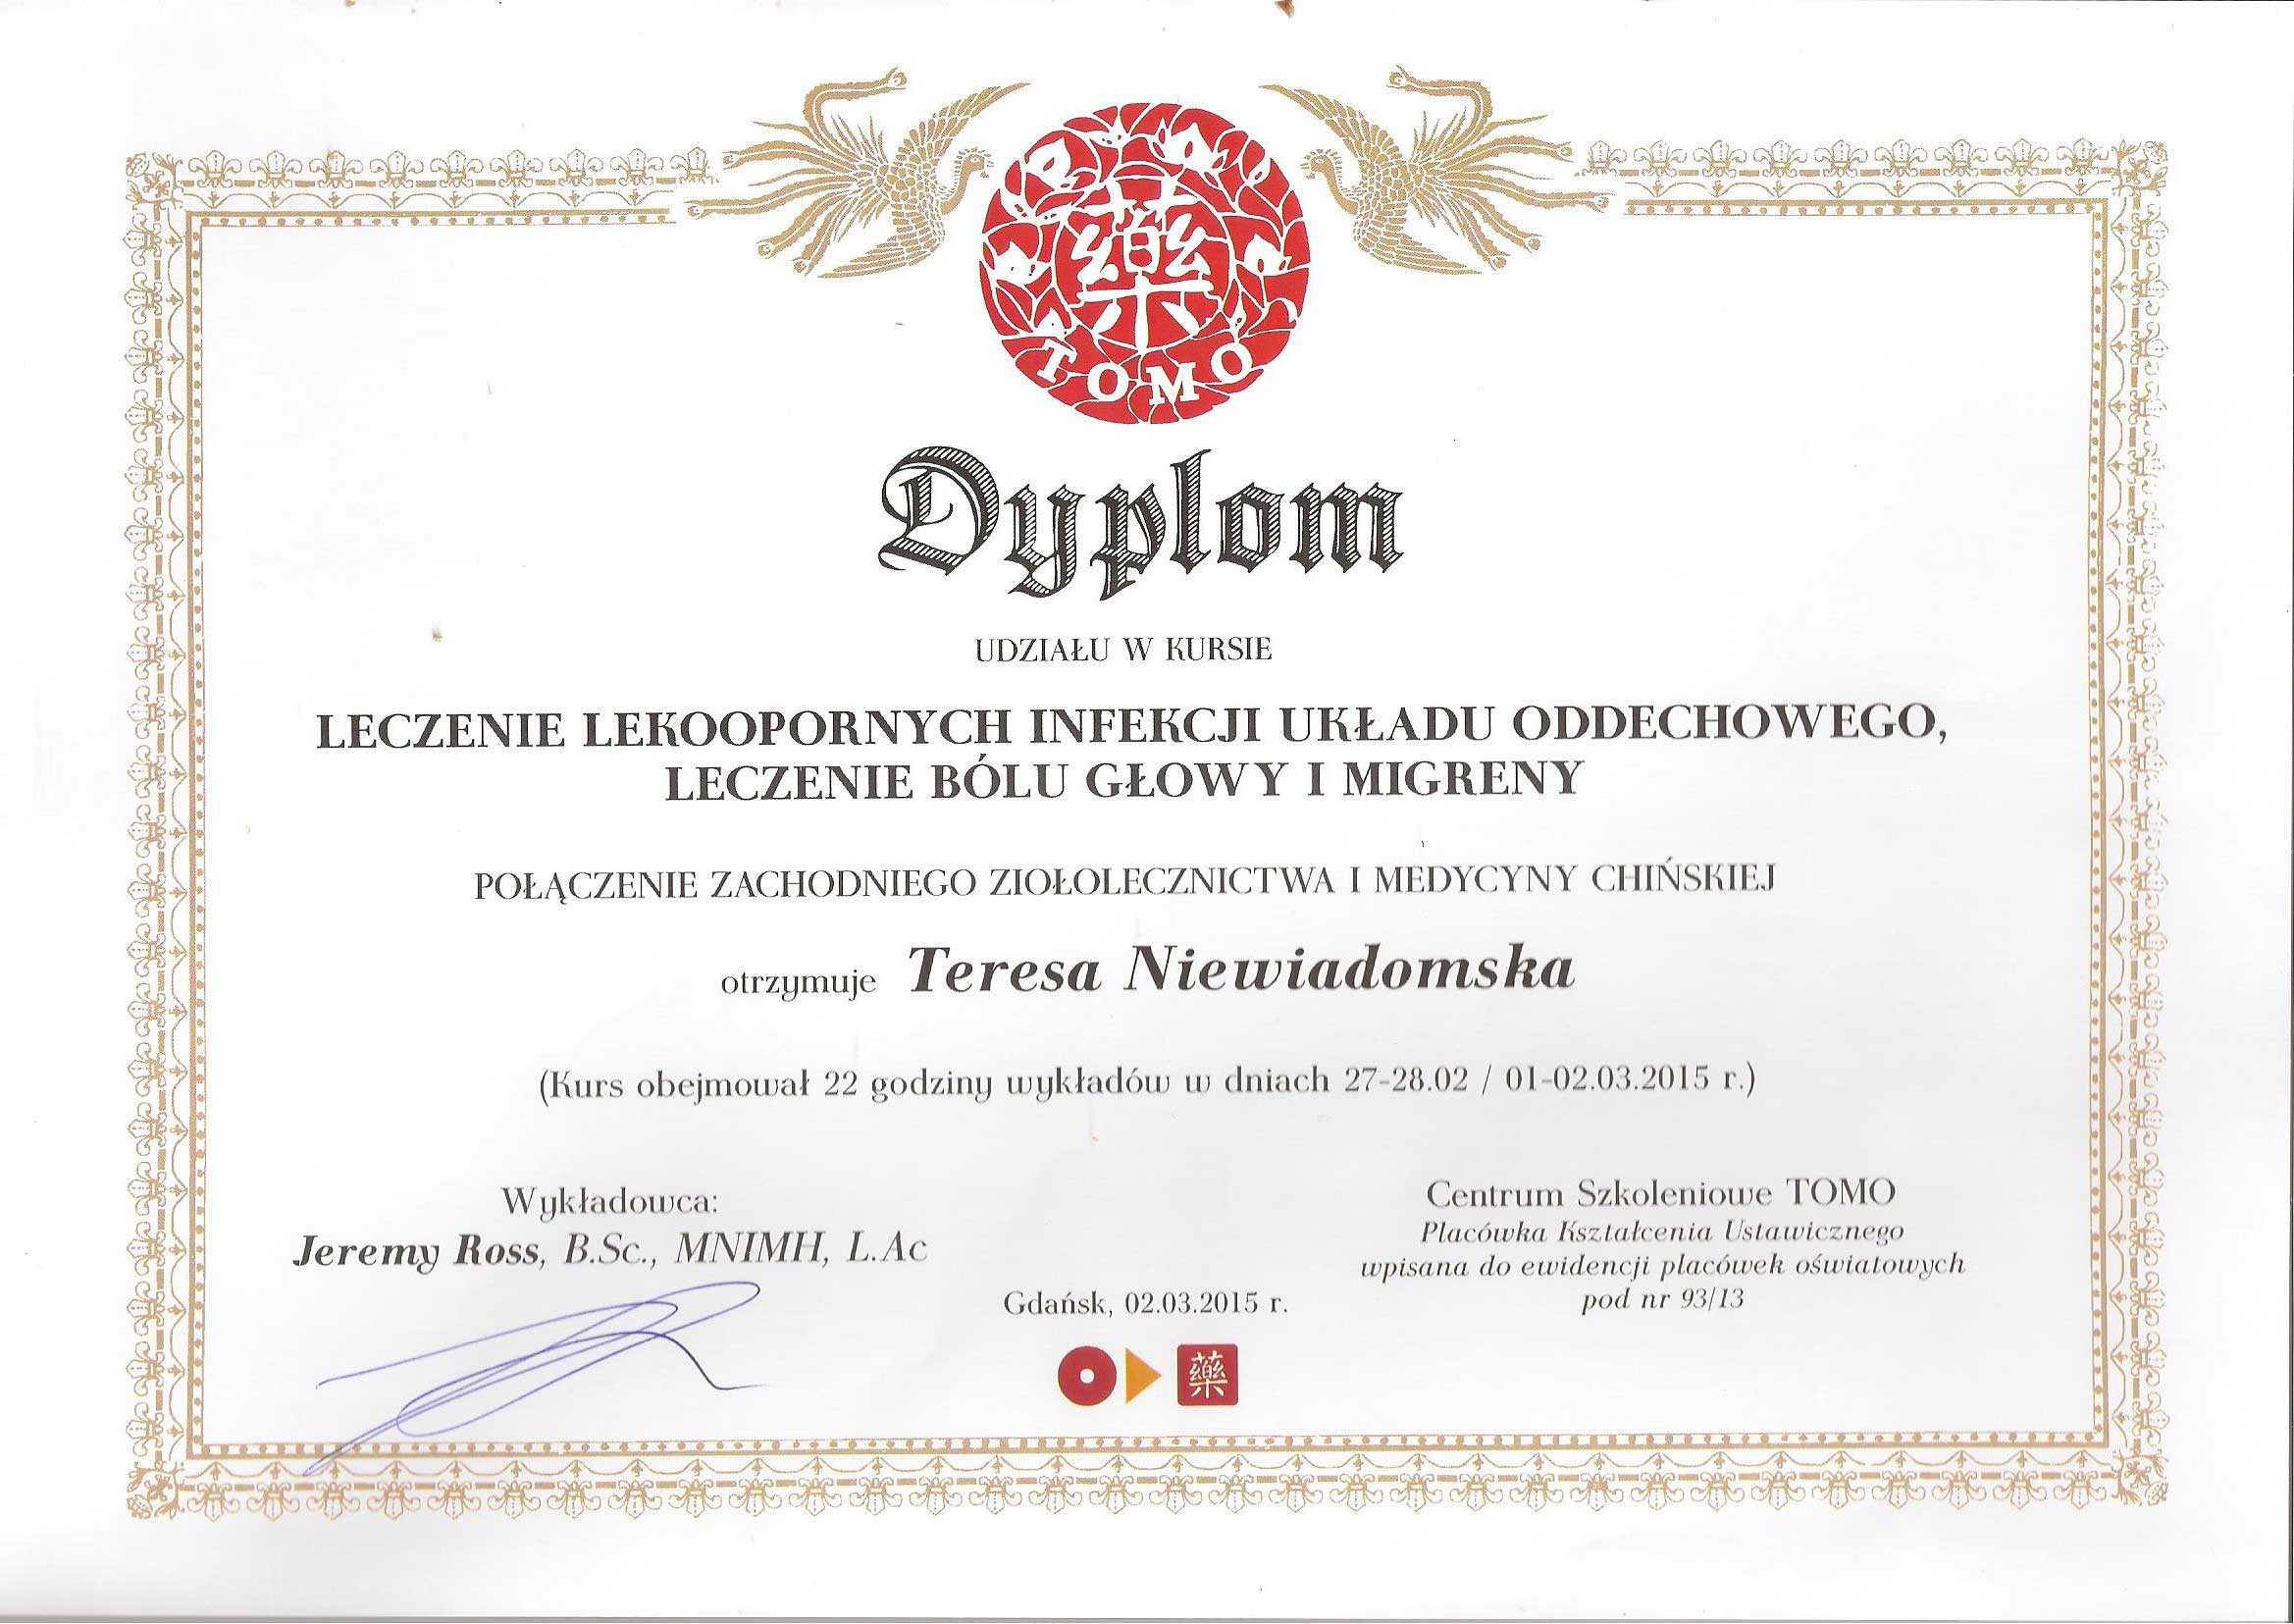 藥
TOMO
Dyplom
UDZIAŁU W KURSIE
LECZENIE LEKOOPORNYCH INFEKCJI UKŁADU ODDECHOWEGO,
LECZENIE BÓLU GŁOWY I MIGRENY
POŁĄCZENIE ZACHODNIEGO ZIOŁOLECZNICTWA I MEDYCYNY CHIŃSKIEJ
otrzymuje Teresa Niewiadomska
(Kurs obejmował 22 godziny wykładów w dniach 27-28.02 / 01-02.03.2015 r.)
Wykładowca:
Jeremy Ross, B.Sc., MNIMH, L.Ac
Centrum Szkoleniowe TOMO
Placówka Kształcenia Ustawicznego
wpisana do ewidencji placówek oświatowych
pod nr 93/13
Gdańsk, 02.03.2015 r.
藥